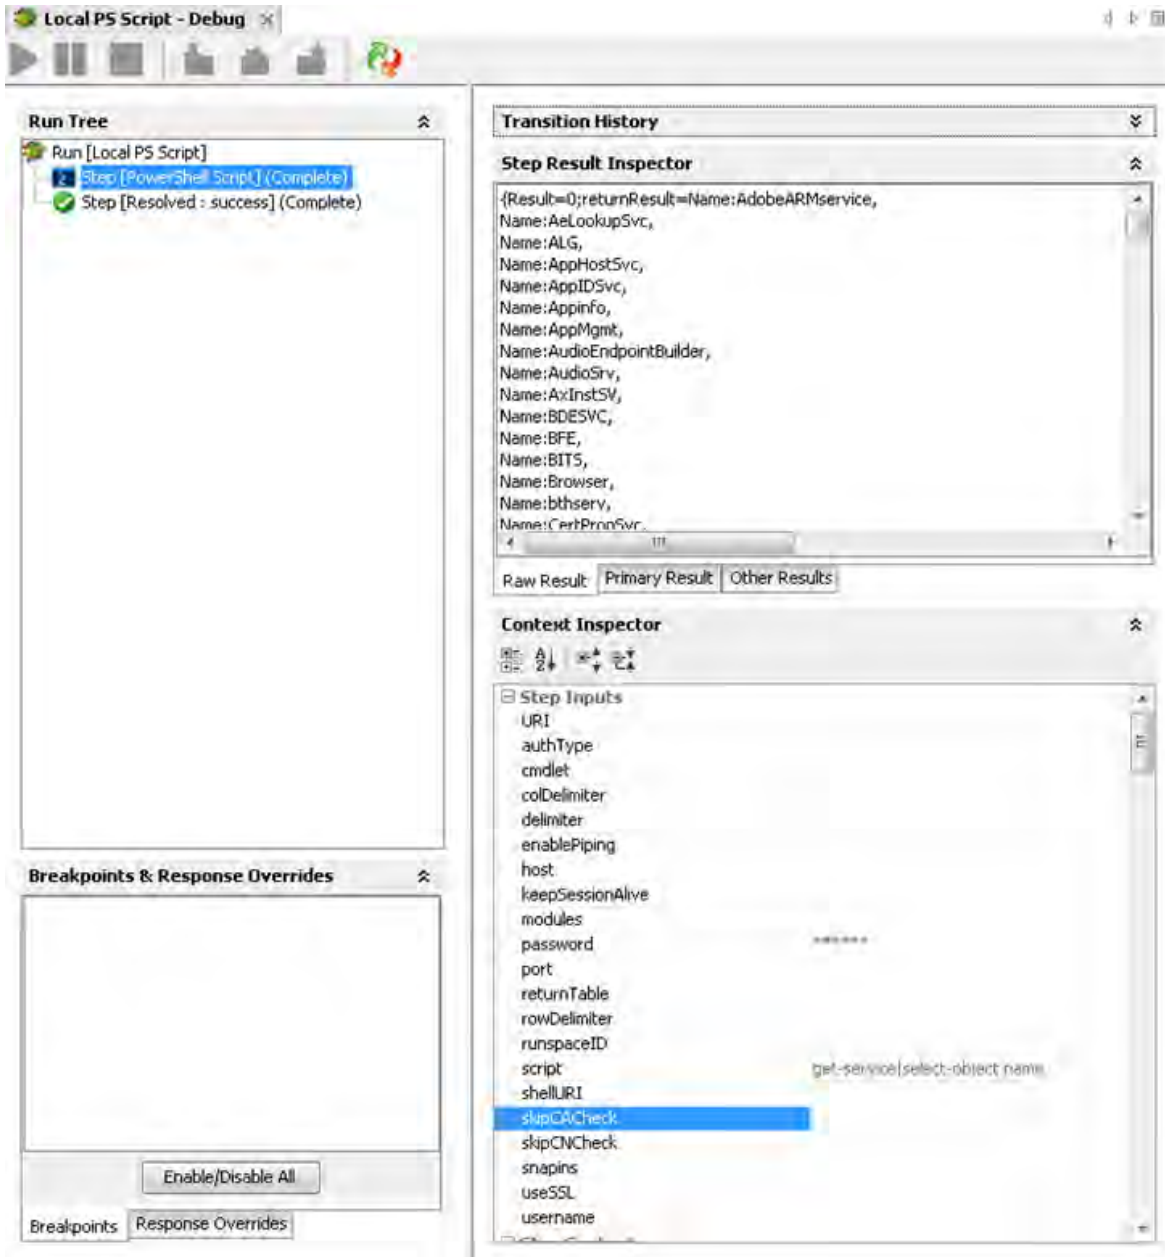 Local PS Script - Debug
Run Tree
Run [Local PS Script]
Step [PowerShell Script] (Complete)
Step [Resolved : success] (Complete)
Breakpoints & Response Overrides
Enable/Disable All
Breakpoints Response Overrides
Transition History
Step Result Inspector
{Result=0;returnResult=Name:AdobeARMservice,
Name:AeLookupSvc,
Name:ALG,
Name:AppHostSvc,
Name:AppIDSvc,
Name:Appinfo,
Name:AppMgmt,
Name:AudioEndpointBuilder,
Name:AudioSrv,
Name:AxInstSV,
Name:BDESVC,
Name:BFE,
Name:BITS,
Name:Browser,
Name:bthserv,
Name:CertPropSvc,
Raw Result Primary Result Other Results
Context Inspector
Step Inputs
URI
authType
cmdlet
colDelimiter
delimiter
enablePiping
host
keepSessionAlive
modules
password
port
returnTable
rowDelimiter
runspaceID
script get-service|select-object name
shellURI
skipCACheck
skipCNCheck
snapins
useSSL
username